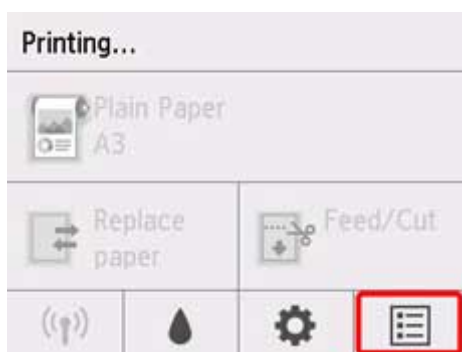 Printing...
Plain Paper
A3
Replace
paper
Feed/Cut